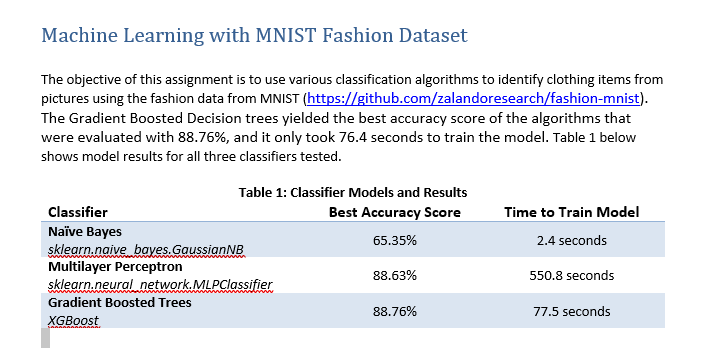 Machine Learning with MNIST Fashion Dataset
The objective of this assignment is to use various classification algorithms to identify clothing items from
pictures using the fashion data from MNIST (https://github.com/zalandoresearch/fashion-mnist).
The Gradient Boosted Decision trees yielded the best accuracy score of the algorithms that
were evaluated with 88.76%, and it only took 76.4 seconds to train the model. Table 1 below
shows model results for all three classifiers tested.
Table 1: Classifier Models and Results
Classifier Best Accuracy Score Time to Train Model
Naïve Bayes
sklearn.naive_bayes.GaussianNB 65.35% 2.4 seconds
Multilayer Perceptron
sklearn.neural_network.MLPClassifier 88.63% 550.8 seconds
Gradient Boosted Trees
XGBoost 88.76% 77.5 seconds